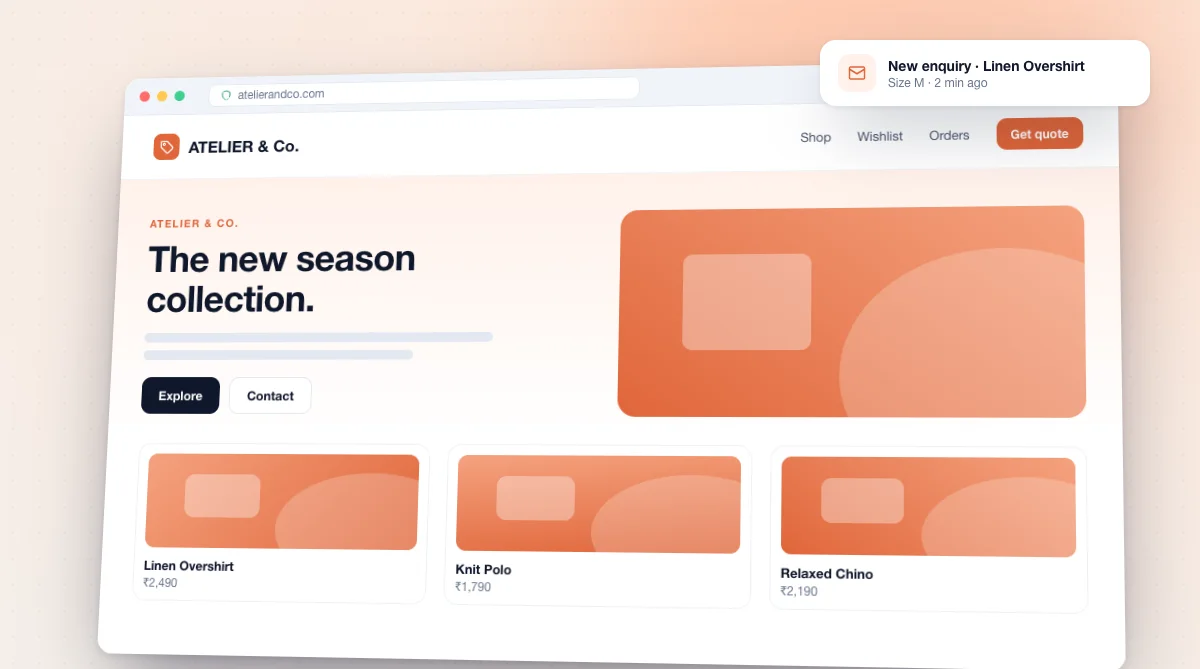 New enquiry · Linen Overshirt
Size M · 2 min ago
atelierandco.com
ATELIER & Co.
Shop
Wishlist
Orders
Get quote
ATELIER & CO.
The new season
collection.
Explore
Contact
Linen Overshirt
₹2,490
Knit Polo
₹1,790
Relaxed Chino
₹2,190